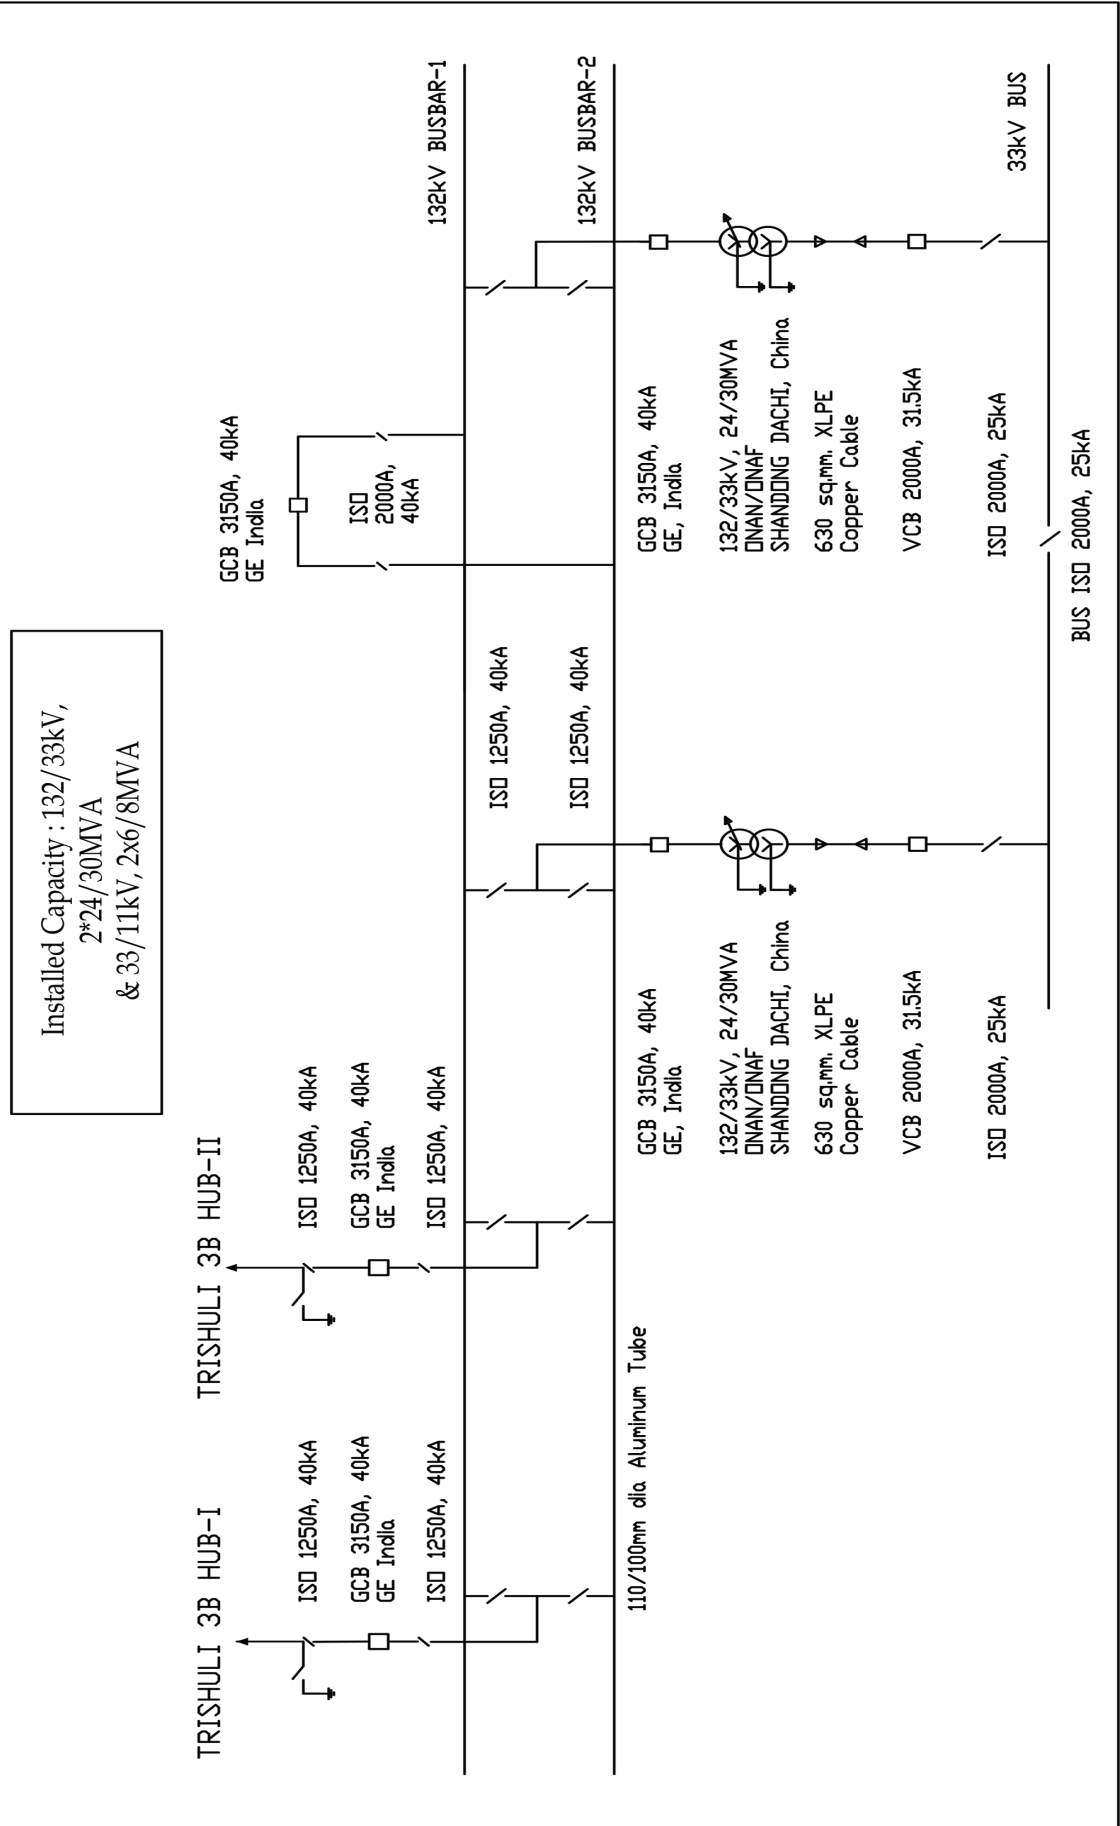 Installed Capacity : 132/33kV,
2*24/30MVA
& 33/11kV, 2x6/8MVA
TRISHULI 3B HUB-I
ISO 1250A, 40kA
GCB 3150A, 40kA
GE India
ISO 1250A, 40kA
TRISHULI 3B HUB-II
ISO 1250A, 40kA
GCB 3150A, 40kA
GE India
ISO 1250A, 40kA
GCB 3150A, 40kA
GE India
ISO
2000A,
40kA
132kV BUSBAR-1
ISO 1250A, 40kA
ISO 1250A, 40kA
132kV BUSBAR-2
110/100mm dia Aluminum Tube
GCB 3150A, 40kA
GE, India
132/33kV, 24/30MVA
ONAN/ONAF
SHANDONG DACHI, China
630 sq.mm. XLPE
Copper Cable
VCB 2000A, 31.5kA
ISO 2000A, 25kA
GCB 3150A, 40kA
GE, India
132/33kV, 24/30MVA
ONAN/ONAF
SHANDONG DACHI, China
630 sq.mm. XLPE
Copper Cable
VCB 2000A, 31.5kA
ISO 2000A, 25kA
33kV BUS
BUS ISO 2000A, 25kA